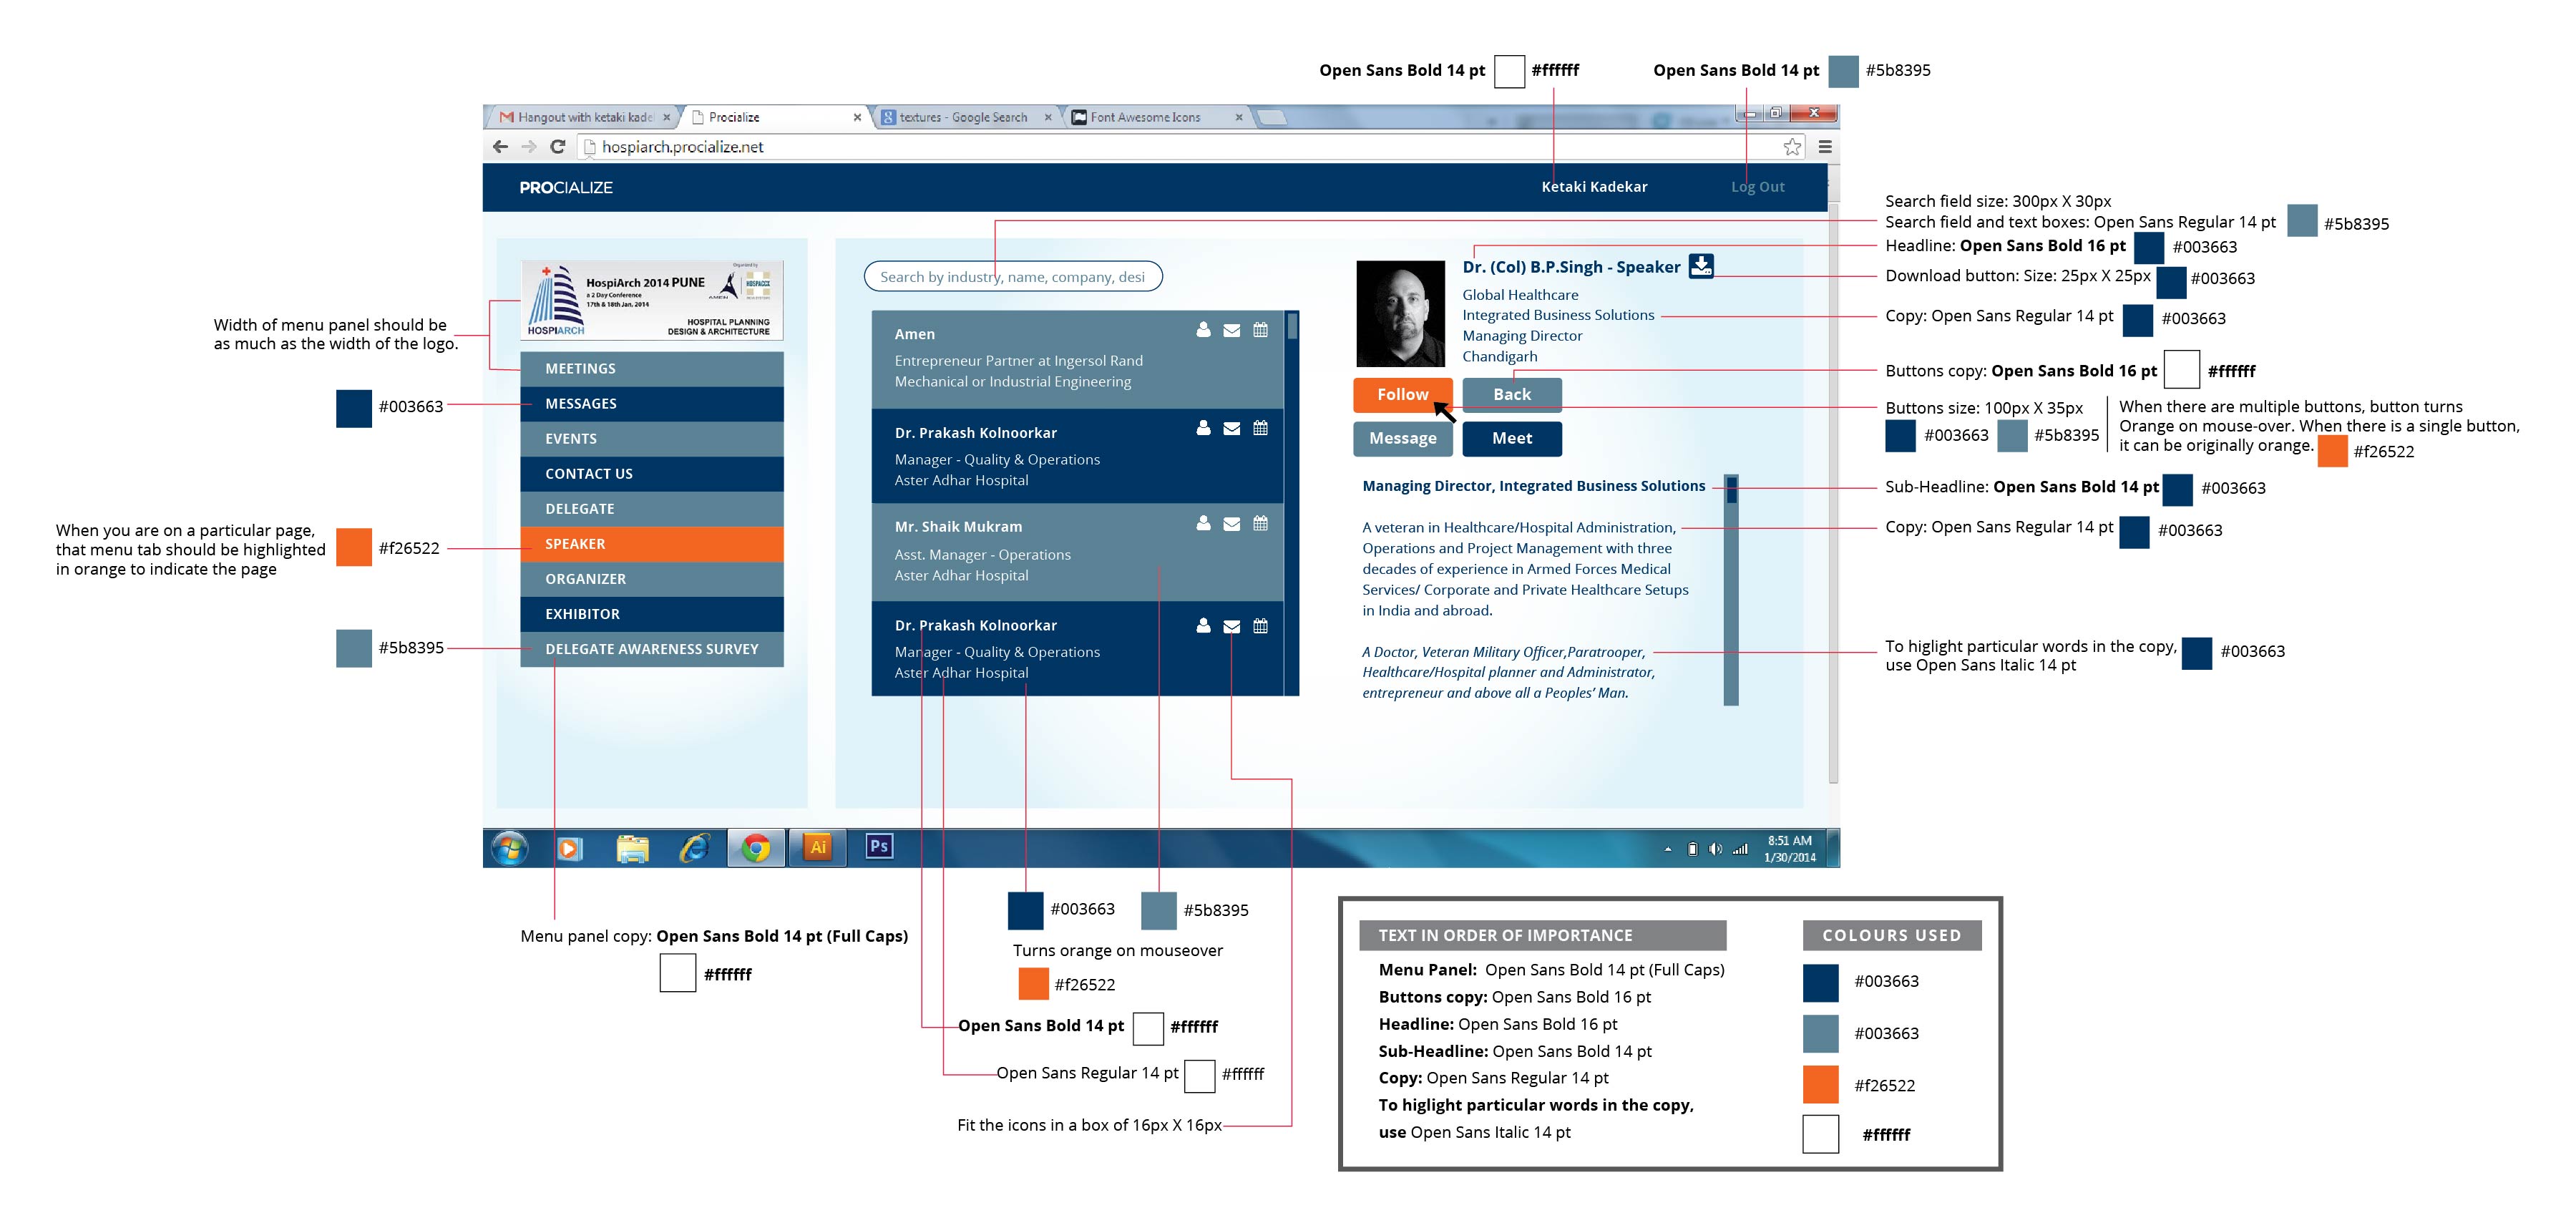 Open Sans Bold 14 pt #ffffff
Open Sans Bold 14 pt #5b8395
Hangout with ketaki kade
Procialize
textures - Google Search
Font Awesome Icons
hospiarch.procialize.net
PROCIALIZE
Ketaki Kadekar
Log Out
Search field size: 300px X 30px
Search field and text boxes: Open Sans Regular 14 pt #5b8395
Headline: Open Sans Bold 16 pt #003663
Download button: Size: 25px X 25px #003663
Copy: Open Sans Regular 14 pt #003663
Buttons copy: Open Sans Bold 16 pt #ffffff
Buttons size: 100px X 35px
#003663 #5b8395
When there are multiple buttons, button turns
Orange on mouse-over. When there is a single button,
it can be originally orange. #f26522
Sub-Headline: Open Sans Bold 14 pt #003663
Copy: Open Sans Regular 14 pt #003663
To higlight particular words in the copy, #003663
use Open Sans Italic 14 pt
Width of menu panel should be
as much as the width of the logo.
#003663
When you are on a particular page,
that menu tab should be highlighted
in orange to indicate the page
#f26522
#5b8395
Organized by
HospiArch 2014 PUNE
a 2 Day Conference
17th & 18th Jan, 2014
AMEN
HOSPACCX
HOSPIARCH
HOSPITAL PLANNING
DESIGN & ARCHITECTURE
MEETINGS
MESSAGES
EVENTS
CONTACT US
DELEGATE
SPEAKER
ORGANIZER
EXHIBITOR
DELEGATE AWARENESS SURVEY
Search by industry, name, company, desi
Amen
Entrepreneur Partner at Ingersol Rand
Mechanical or Industrial Engineering
Dr. Prakash Kolnoorkar
Manager - Quality & Operations
Aster Adhar Hospital
Mr. Shaik Mukram
Asst. Manager - Operations
Aster Adhar Hospital
Dr. Prakash Kolnoorkar
Manager - Quality & Operations
Aster Adhar Hospital
Dr. (Col) B.P.Singh - Speaker
Global Healthcare
Integrated Business Solutions
Managing Director
Chandigarh
Follow
Back
Message
Meet
Managing Director, Integrated Business Solutions
A veteran in Healthcare/Hospital Administration,
Operations and Project Management with three
decades of experience in Armed Forces Medical
Services/ Corporate and Private Healthcare Setups
in India and abroad.
A Doctor, Veteran Military Officer,Paratrooper,
Healthcare/Hospital planner and Administrator,
entrepreneur and above all a Peoples' Man.
Ai
Ps
8:51 AM
1/30/2014
Menu panel copy: Open Sans Bold 14 pt (Full Caps)
#ffffff
#003663 #5b8395
Turns orange on mouseover
#f26522
Open Sans Bold 14 pt #ffffff
Open Sans Regular 14 pt #ffffff
Fit the icons in a box of 16px X 16px
TEXT IN ORDER OF IMPORTANCE
Menu Panel: Open Sans Bold 14 pt (Full Caps)
Buttons copy: Open Sans Bold 16 pt
Headline: Open Sans Bold 16 pt
Sub-Headline: Open Sans Bold 14 pt
Copy: Open Sans Regular 14 pt
To higlight particular words in the copy,
use Open Sans Italic 14 pt
COLOURS USED
#003663
#003663
#f26522
#ffffff